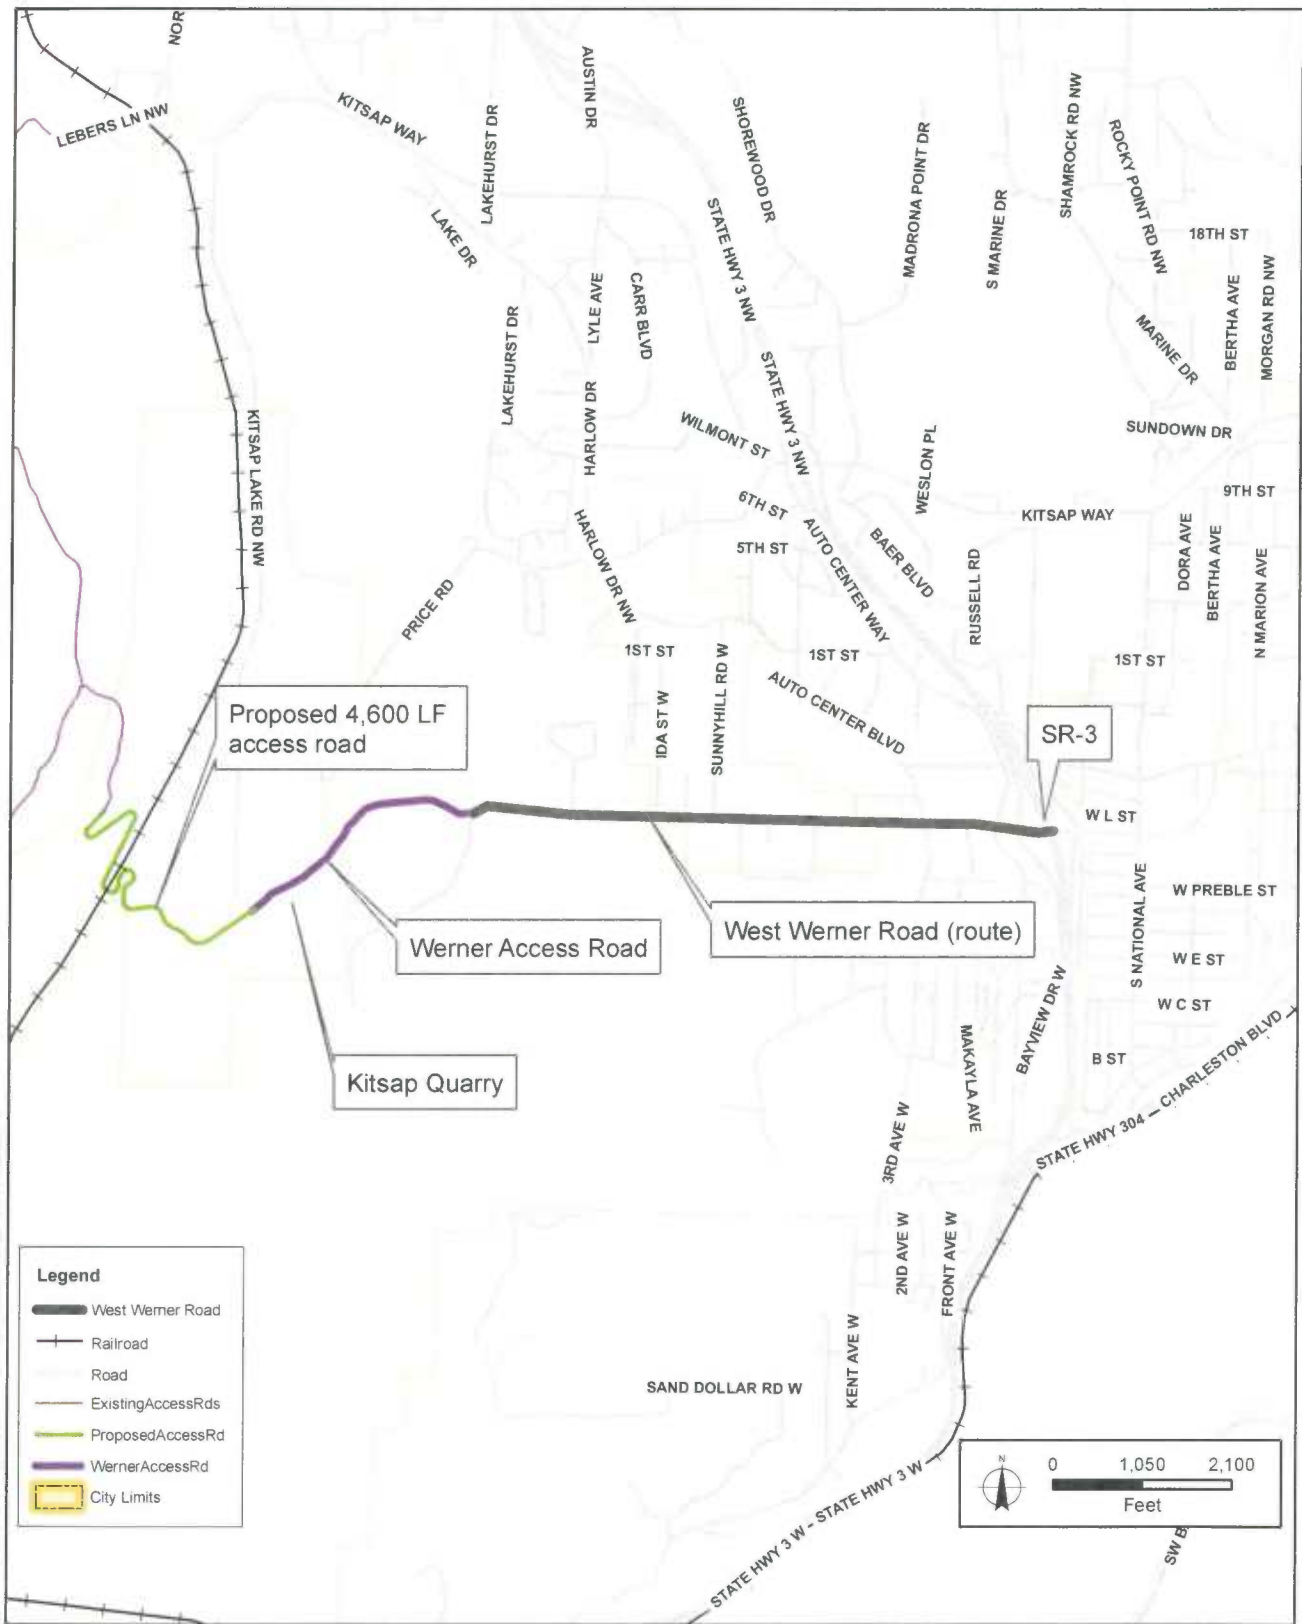 NOR
LEBERS LN NW
KITSAP WAY
LAKEHURST DR
AUSTIN DR
SHOREWOOD DR
MADRONA POINT DR
S MARINE DR
SHAMROCK RD NW
ROCKY POINT RD NW
18TH ST
LAKE DR
STATE HWY 3 NW
LYLE AVE
CARR BLVD
BERTHA AVE
MORGAN RD NW
LAKEHURST DR
MARINE DR
STATE HWY 3 NW
HARLOW DR
WILMONT ST
WESLON PL
SUNDOWN DR
KITSAP LAKE RD NW
9TH ST
6TH ST
KITSAP WAY
5TH ST
AUTO CENTER WAY
BAER BLVD
DORA AVE
BERTHA AVE
HARLOW DR NW
RUSSELL RD
N MARION AVE
PRICE RD
1ST ST
1ST ST
1ST ST
SUNNYHILL RD W
IDA ST W
AUTO CENTER BLVD
Proposed 4,600 LF
access road
SR-3
W L ST
W PREBLE ST
S NATIONAL AVE
West Werner Road (route)
Werner Access Road
W E ST
W C ST
BAYVIEW DR W
MAKAYLA AVE
B ST
Kitsap Quarry
STATE HWY 304 - CHARLESTON BLVD
3RD AVE W
2ND AVE W
FRONT AVE W
KENT AVE W
SAND DOLLAR RD W
STATE HWY 3 W - STATE HWY 3 W
SW B
Legend
West Werner Road
Railroad
Road
ExistingAccessRds
ProposedAccessRd
WernerAccessRd
City Limits
N
0 1,050 2,100
Feet